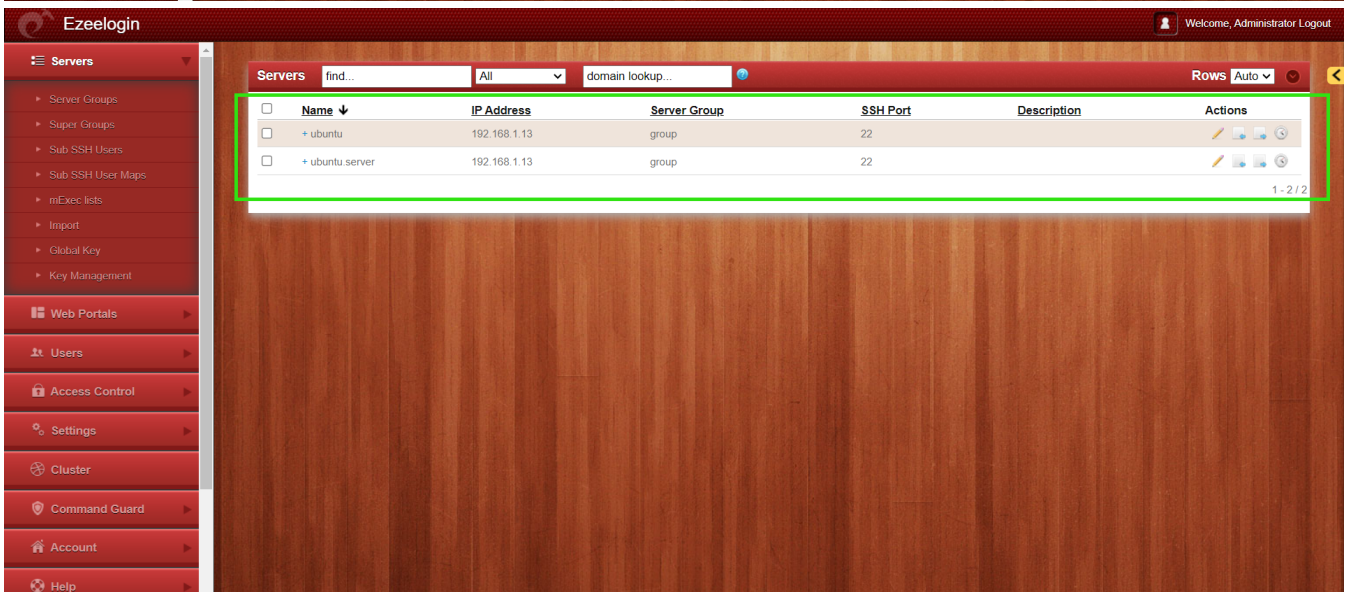 Ezeelogin
Welcome, Administrator Logout
Servers
Server Groups
Super Groups
Sub SSH Users
Sub SSH User Maps
mExec lists
Import
Global Key
Key Management
Web Portals
Users
Access Control
Settings
Cluster
Command Guard
Account
Help
Servers find... All domain lookup... Rows Auto
Name IP Address Server Group SSH Port Description Actions
+ ubuntu 192.168.1.13 group 22
+ ubuntu.server 192.168.1.13 group 22
1 - 2 / 2